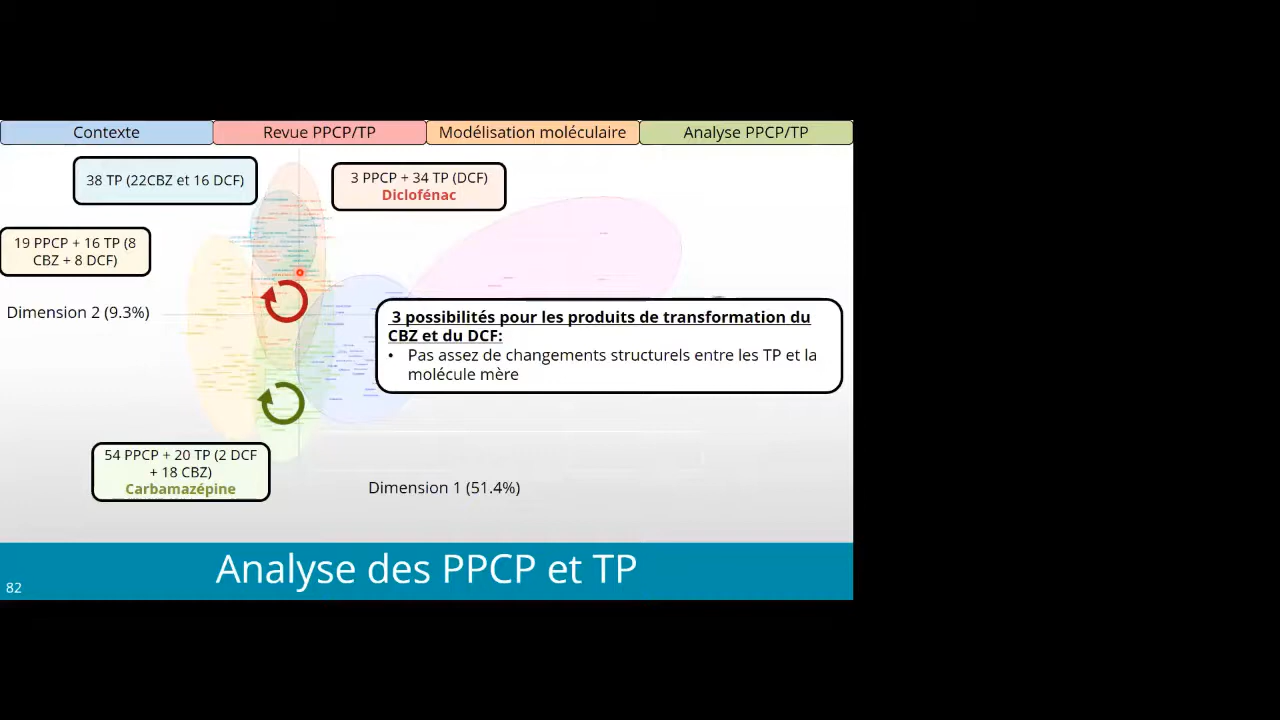 Contexte
Revue PPCP/TP
Modélisation moléculaire
Analyse PPCP/TP
38 TP (22CBZ et 16 DCF)
3 PPCP + 34 TP (DCF)
Diclofénac
19 PPCP + 16 TP (8
CBZ + 8 DCF)
Dimension 2 (9.3%)
3 possibilités pour les produits de transformation du
CBZ et du DCF:
• Pas assez de changements structurels entre les TP et la
molécule mère
54 PPCP + 20 TP (2 DCF
+ 18 CBZ)
Carbamazépine
Dimension 1 (51.4%)
Analyse des PPCP et TP
82